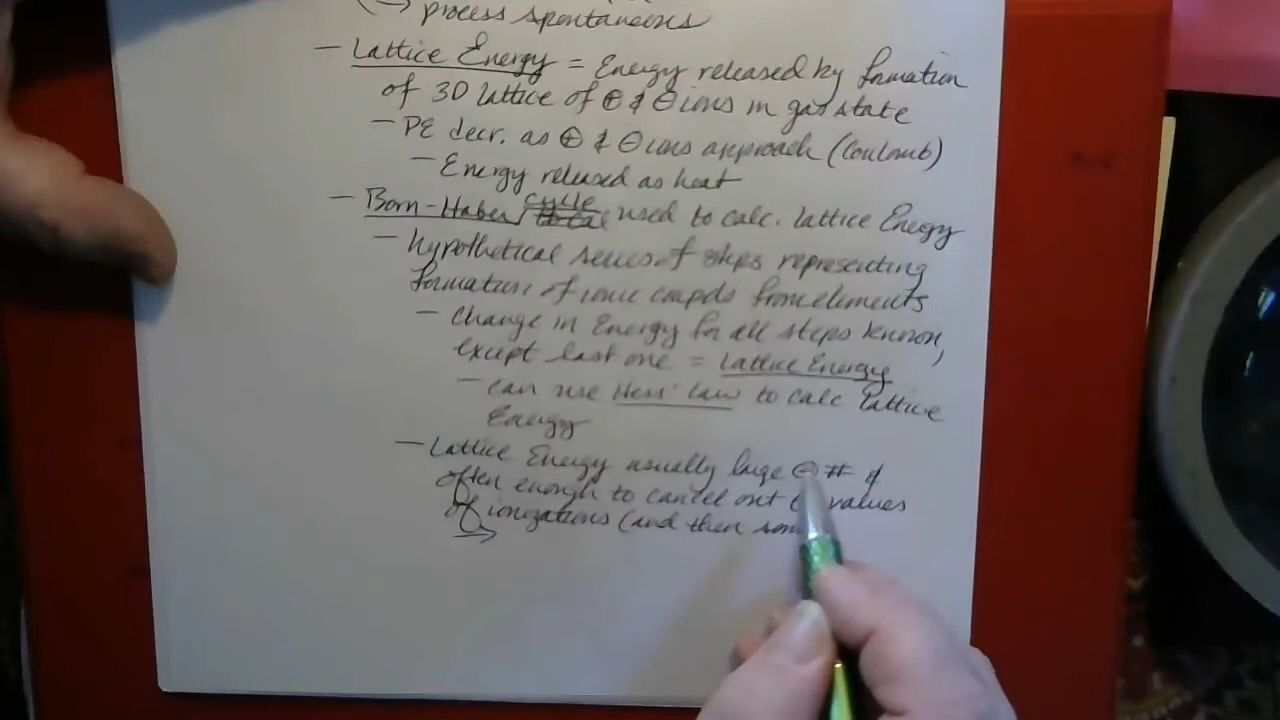 ↳ process spontaneous
- Lattice Energy = Energy released by formation
of 3D lattice of ⊕ & ⊖ ions in gas state
- PE decr. as ⊕ & ⊖ ions approach (Coulomb)
- Energy released as heat
- Born-Haber cycle used to calc. lattice Energy
- hypothetical series of steps representing
formation of ionic cmpds from elements
- change in Energy for all steps known,
except last one = Lattice Energy
- can use Hess' Law to calc lattice
Energy
- Lattice Energy usually large ⊖ # &
often enough to cancel out values
of ionizations (and then som
→